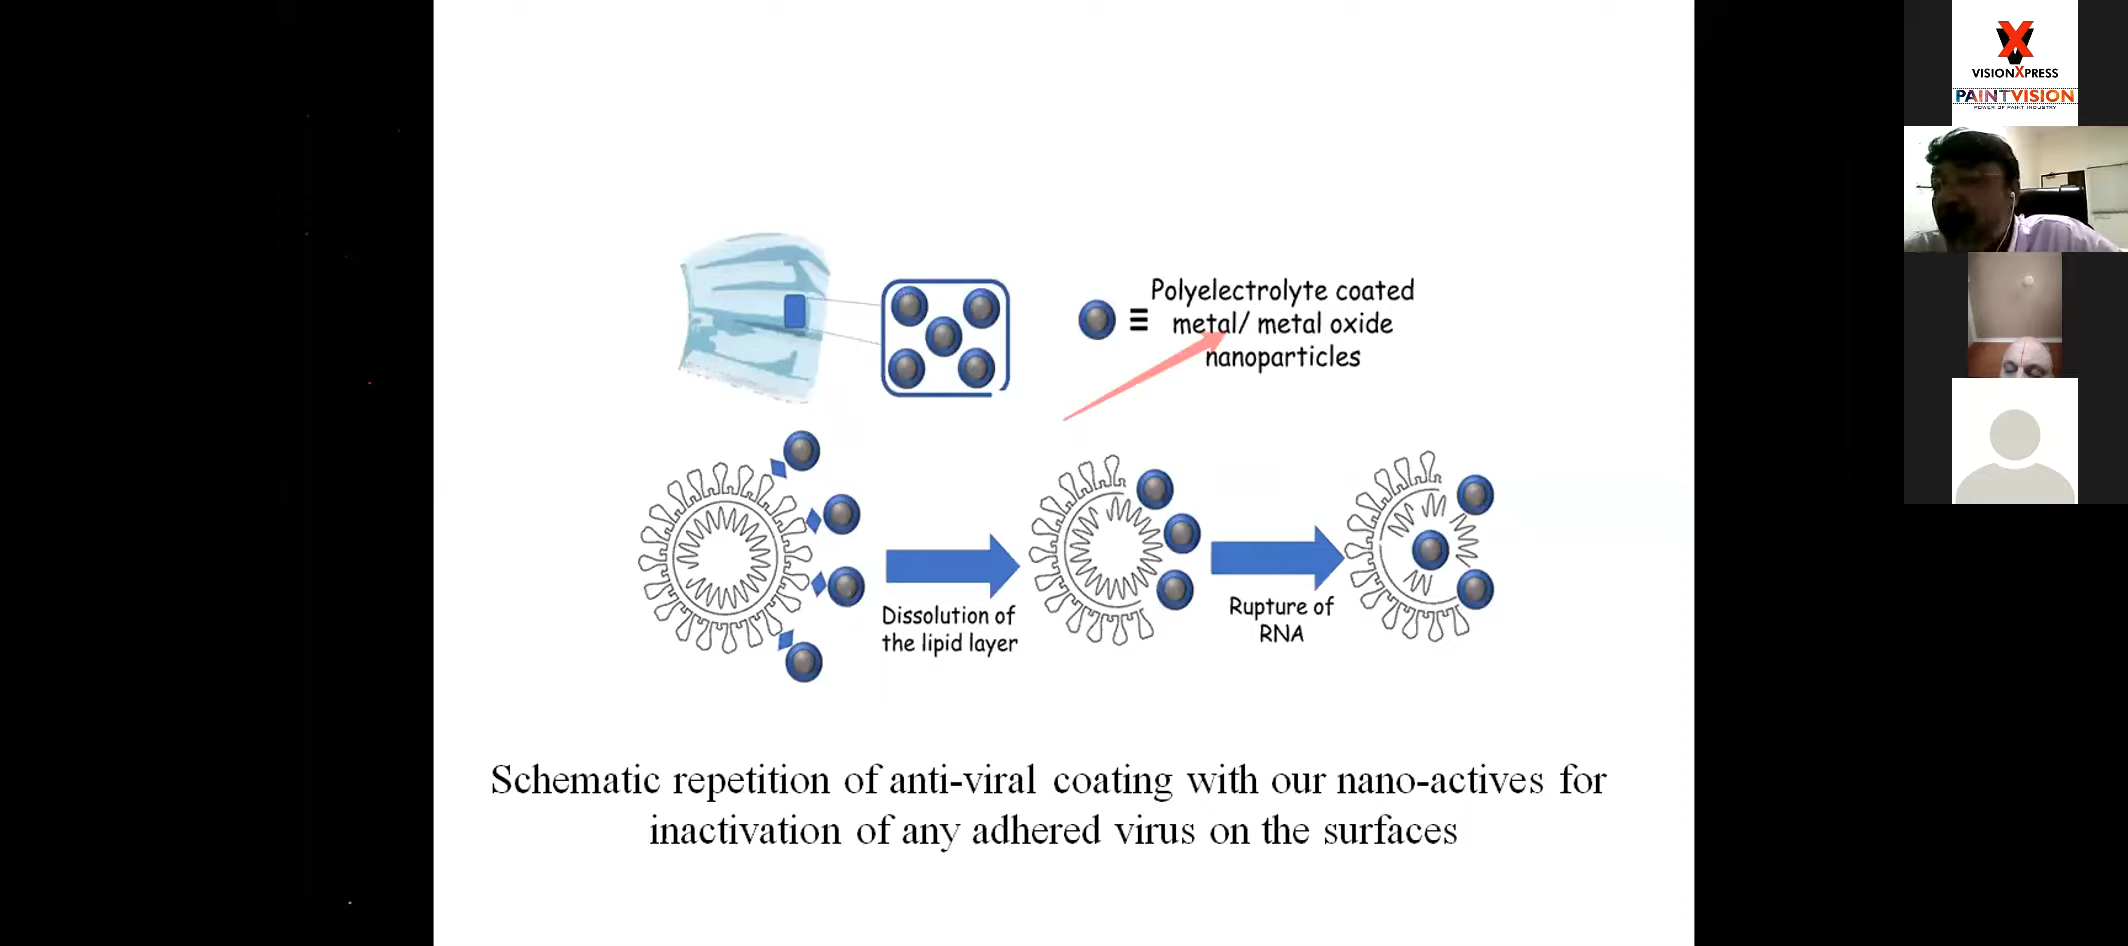 VISIONXPRESS
PAINTVISION
POWER OF PAINT INDUSTRY
Polyelectrolyte coated
metal/ metal oxide
nanoparticles
Dissolution of
the lipid layer
Rupture of
RNA
Schematic repetition of anti-viral coating with our nano-actives for
inactivation of any adhered virus on the surfaces